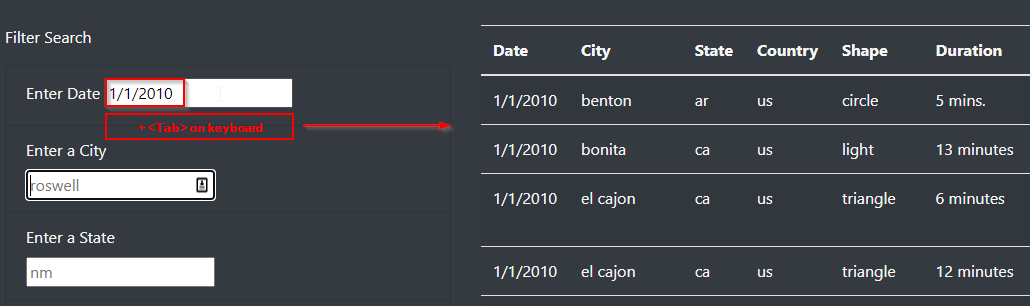 Filter Search
Enter Date 1/1/2010
+ <Tab> on keyboard
Enter a City
roswell
Enter a State
nm
Date City State Country Shape Duration
1/1/2010 benton ar us circle 5 mins.
1/1/2010 bonita ca us light 13 minutes
1/1/2010 el cajon ca us triangle 6 minutes
1/1/2010 el cajon ca us triangle 12 minutes